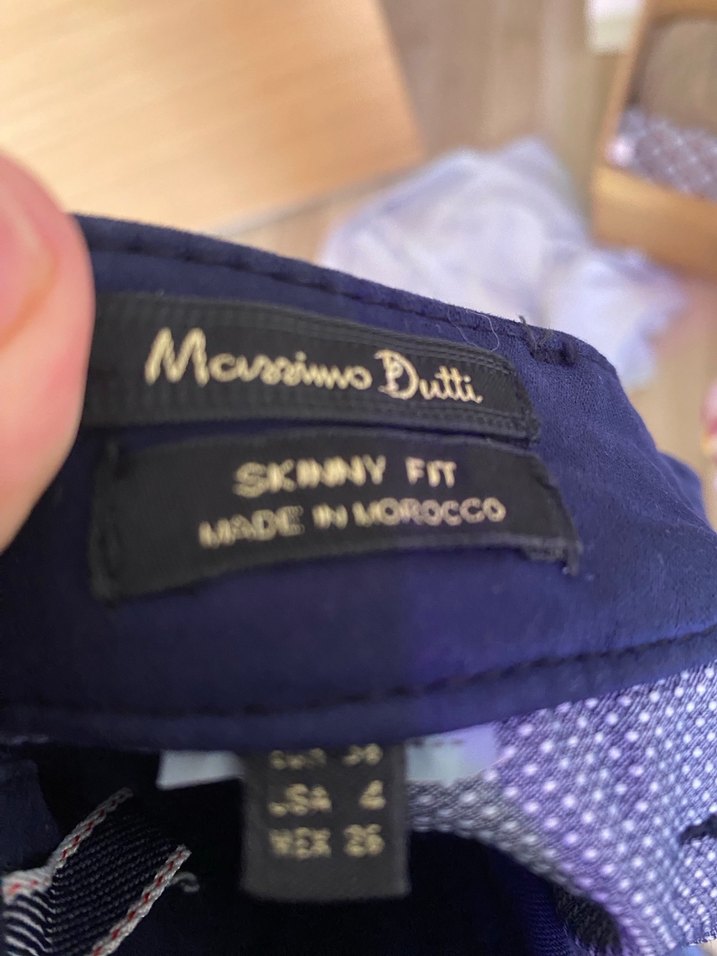 Massimo Dutti
SKINNY FIT
MADE IN MOROCCO
USA 4
MEX 26